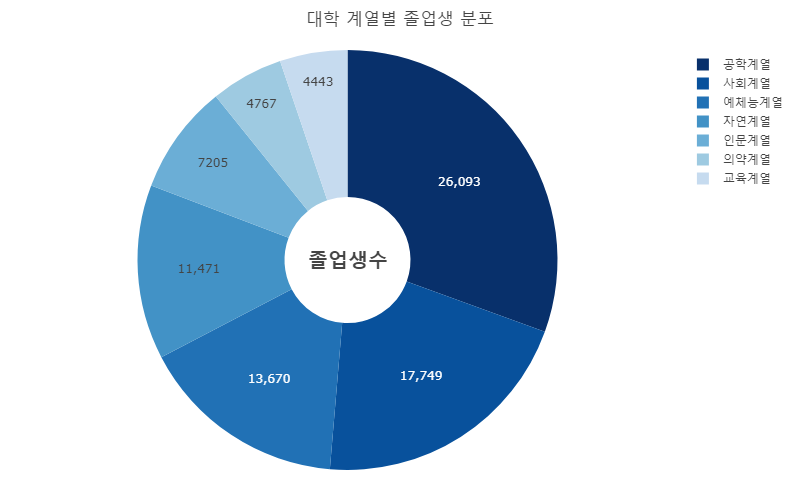 대학 계열별 졸업생 분포
공학계열
사회계열
예체능계열
자연계열
인문계열
의약계열
교육계열
4443
4767
7205
26,093
11,471
졸업생수
13,670
17,749